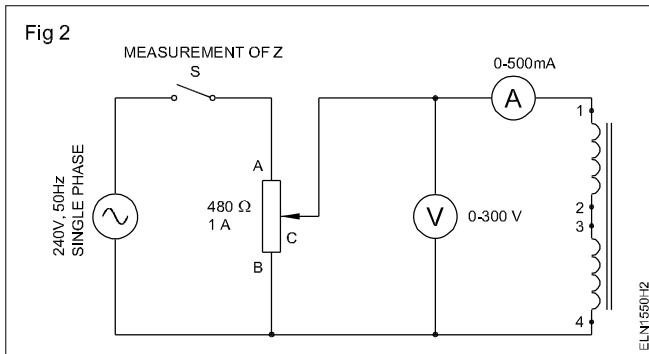 Fig 2
MEASUREMENT OF Z
S
0-500mA
A
1
A
240V, 50Hz
SINGLE PHASE
480 Ω
1 A
C
V
0-300 V
2
3
B
4
ELN1550H2